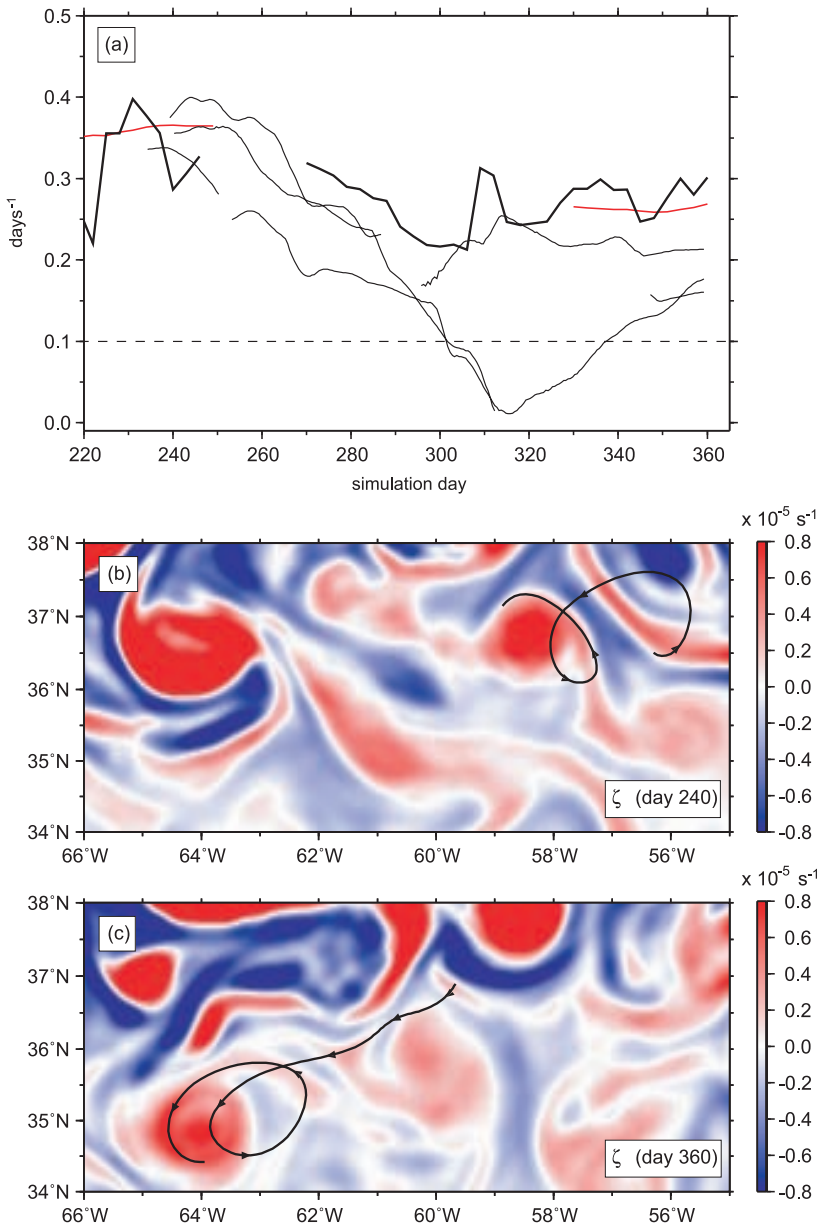 (a)
0.5
0.4
0.3
0.2
0.1
0.0
days-1
220 240 260 280 300 320 340 360
simulation day
x 10-5 s-1
(b)
38°N
37°N
36°N
35°N
34°N
ζ (day 240)
66°W 64°W 62°W 60°W 58°W 56°W
0.8
0.6
0.4
0.2
0.0
-0.2
-0.4
-0.6
-0.8
x 10-5 s-1
(c)
38°N
37°N
36°N
35°N
34°N
ζ (day 360)
66°W 64°W 62°W 60°W 58°W 56°W
0.8
0.6
0.4
0.2
0.0
-0.2
-0.4
-0.6
-0.8